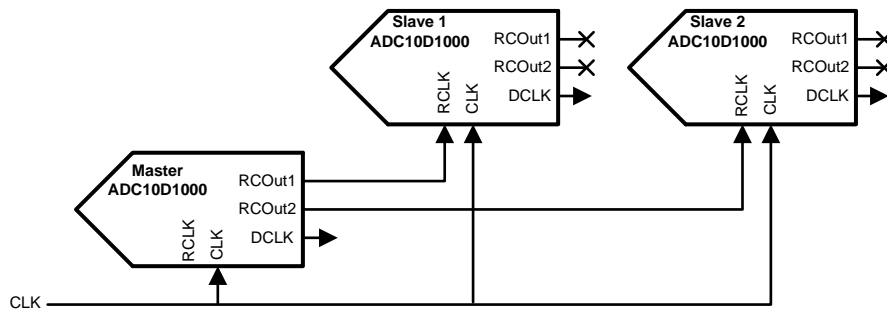 Slave 1
ADC10D1000
RCOut1
RCOut2
DCLK
RCLK
CLK
Slave 2
ADC10D1000
RCOut1
RCOut2
DCLK
RCLK
CLK
Master
ADC10D1000
RCOut1
RCOut2
DCLK
RCLK
CLK
CLK